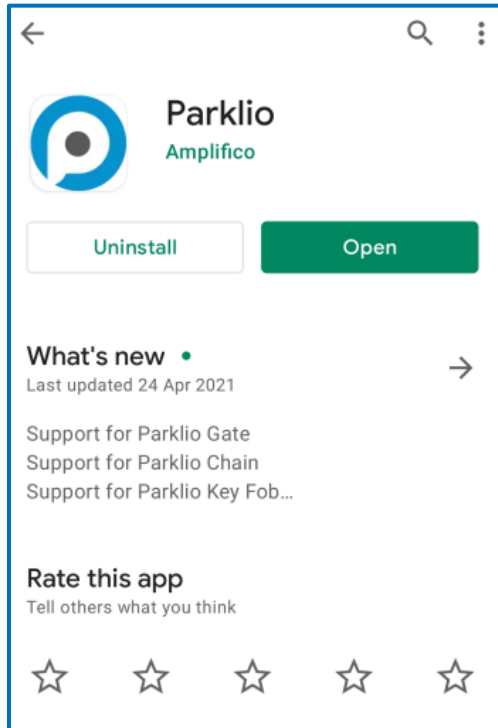 Parklio
Amplifico
Uninstall
Open
What's new
Last updated 24 Apr 2021
Support for Parklio Gate
Support for Parklio Chain
Support for Parklio Key Fob...
Rate this app
Tell others what you think